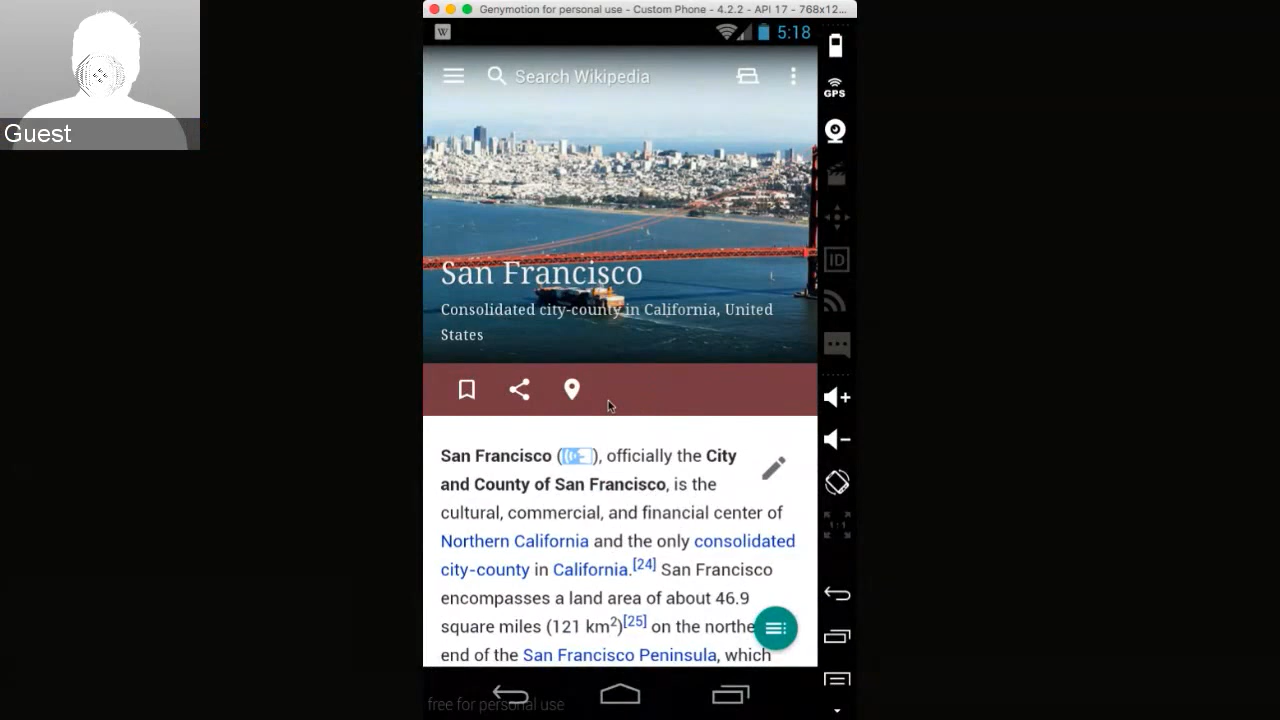 Genymotion for personal use - Custom Phone - 4.2.2 - API 17 - 768x12...
Guest
W
5:18
Search Wikipedia
GPS
ID
San Francisco
Consolidated city-county in California, United
States
San Francisco (), officially the City
and County of San Francisco, is the
cultural, commercial, and financial center of
Northern California and the only consolidated
city-county in California.[24] San Francisco
1:1
encompasses a land area of about 46.9
square miles (121 km²)[25] on the northe
end of the San Francisco Peninsula, which
free for personal use